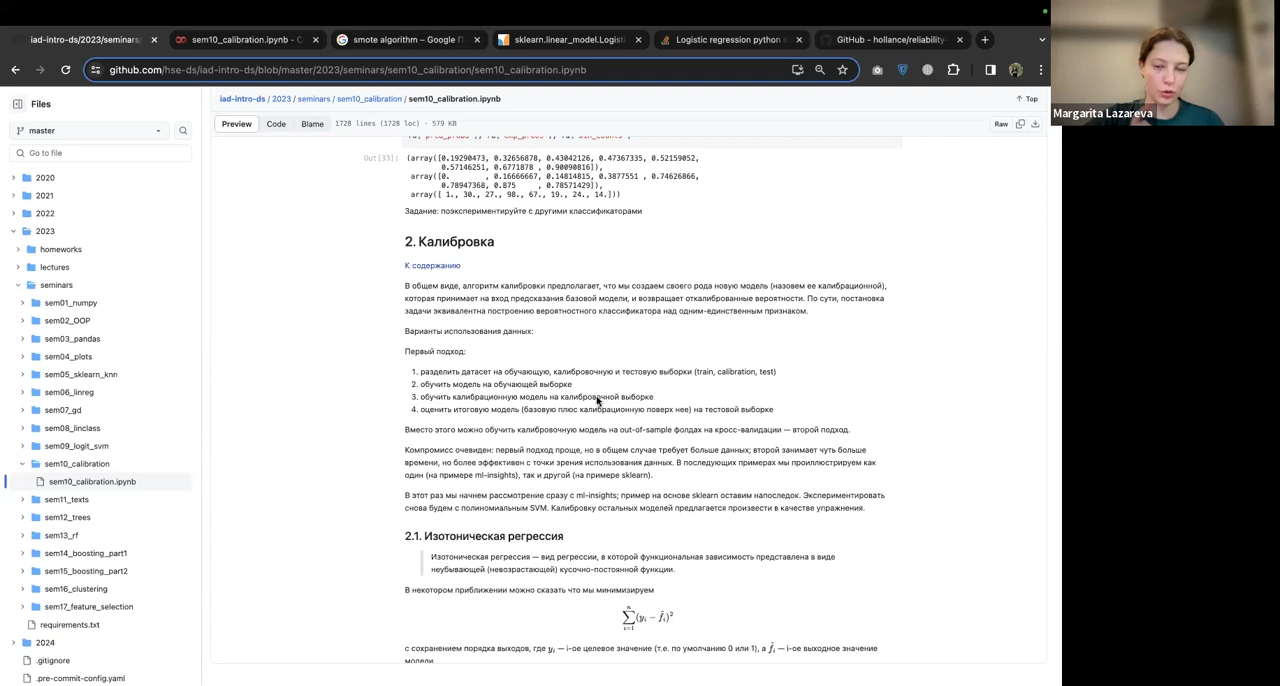 iad-intro-ds/2023/seminars/
sem10_calibration.ipynb - C
smote algorithm – Google П
sklearn.linear_model.Logisti
Logistic regression python s
GitHub - hollance/reliability-
github.com/hse-ds/iad-intro-ds/blob/master/2023/seminars/sem10_calibration/sem10_calibration.ipynb
Margarita Lazareva
Files
iad-intro-ds / 2023 / seminars / sem10_calibration / sem10_calibration.ipynb
Top
master
Preview
Code
Blame
1728 lines (1728 loc) · 579 KB
Raw
Go to file
2020
2021
2022
2023
homeworks
lectures
seminars
sem01_numpy
sem02_OOP
sem03_pandas
sem04_plots
sem05_sklearn_knn
sem06_linreg
sem07_gd
sem08_linclass
sem09_logit_svm
sem10_calibration
sem10_calibration.ipynb
sem11_texts
sem12_trees
sem13_rf
sem14_boosting_part1
sem15_boosting_part2
sem16_clustering
sem17_feature_selection
requirements.txt
2024
.gitignore
.pre-commit-config.yaml
Out[33]:
(array([0.19290473, 0.32656878, 0.43042126, 0.47367335, 0.52159052,
0.57146251, 0.6771878 , 0.90090816]),
array([0. , 0.16666667, 0.14814815, 0.3877551 , 0.74626866,
0.78947368, 0.875 , 0.78571429]),
array([ 1., 30., 27., 98., 67., 19., 24., 14.]))
Задание: поэкспериментируйте с другими классификаторами
2. Калибровка
К содержанию
В общем виде, алгоритм калибровки предполагает, что мы создаем своего рода новую модель (назовем ее калибрационной),
которая принимает на вход предсказания базовой модели, и возвращает откалиброванные вероятности. По сути, постановка
задачи эквивалентна построению вероятностного классификатора над одним-единственным признаком.
Варианты использования данных:
Первый подход:
1. разделить датасет на обучающую, калибровочную и тестовую выборки (train, calibration, test)
2. обучить модель на обучающей выборке
3. обучить калибрационную модель на калибровочной выборке
4. оценить итоговую модель (базовую плюс калибрационную поверх нее) на тестовой выборке
Вместо этого можно обучить калибровочную модель на out-of-sample фолдах на кросс-валидации — второй подход.
Компромисс очевиден: первый подход проще, но в общем случае требует больше данных; второй занимает чуть больше
времени, но более эффективен с точки зрения использования данных. В последующих примерах мы проиллюстрируем как
один (на примере ml-insights), так и другой (на примере sklearn).
В этот раз мы начнем рассмотрение сразу с ml-insights; пример на основе sklearn оставим напоследок. Экспериментировать
снова будем с полиномиальным SVM. Калибровку остальных моделей предлагается произвести в качестве упражнения.
2.1. Изотоническая регрессия
Изотоническая регрессия — вид регрессии, в которой функциональная зависимость представлена в виде
неубывающей (невозрастающей) кусочно-постоянной функции.
В некотором приближении можно сказать что мы минимизируем
∑ⁿᵢ₌₁(yᵢ − f̂ᵢ)²
с сохранением порядка выходов, где yᵢ — i-ое целевое значение (т.е. по умолчанию 0 или 1), а f̂ᵢ — i-ое выходное значение
модели.